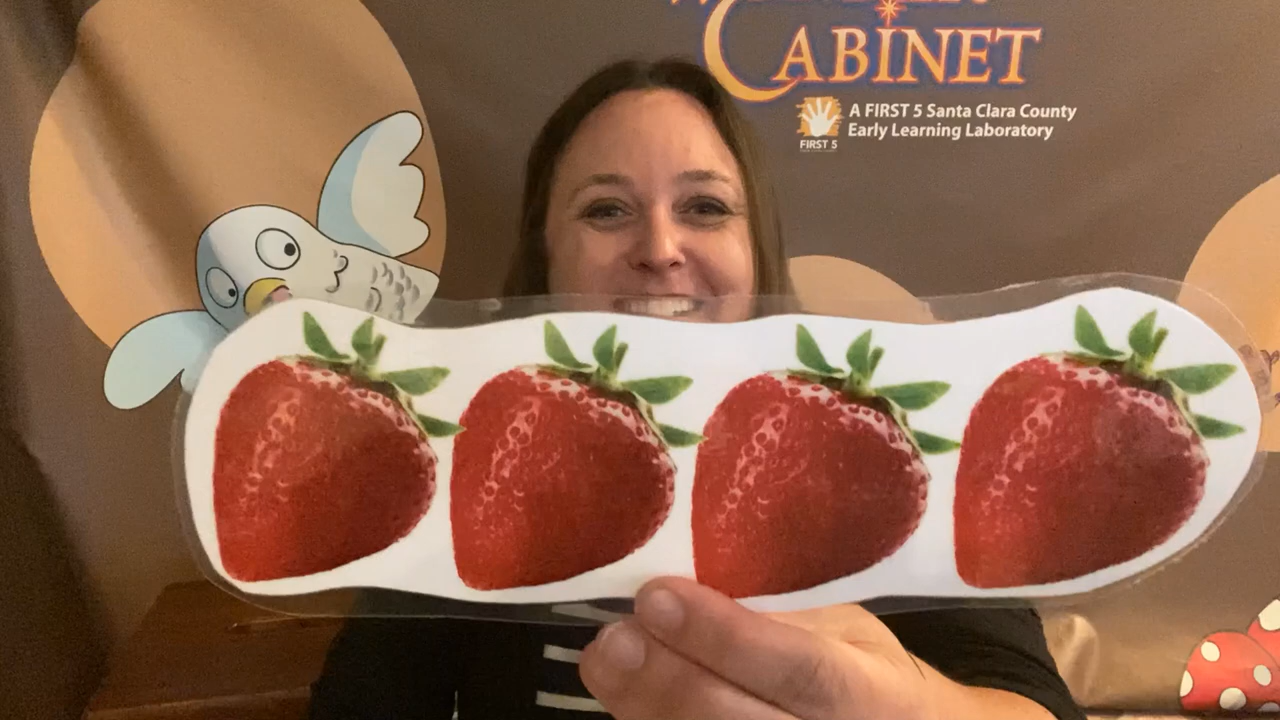 CABINET
A FIRST 5 Santa Clara County
Early Learning Laboratory
FIRST 5